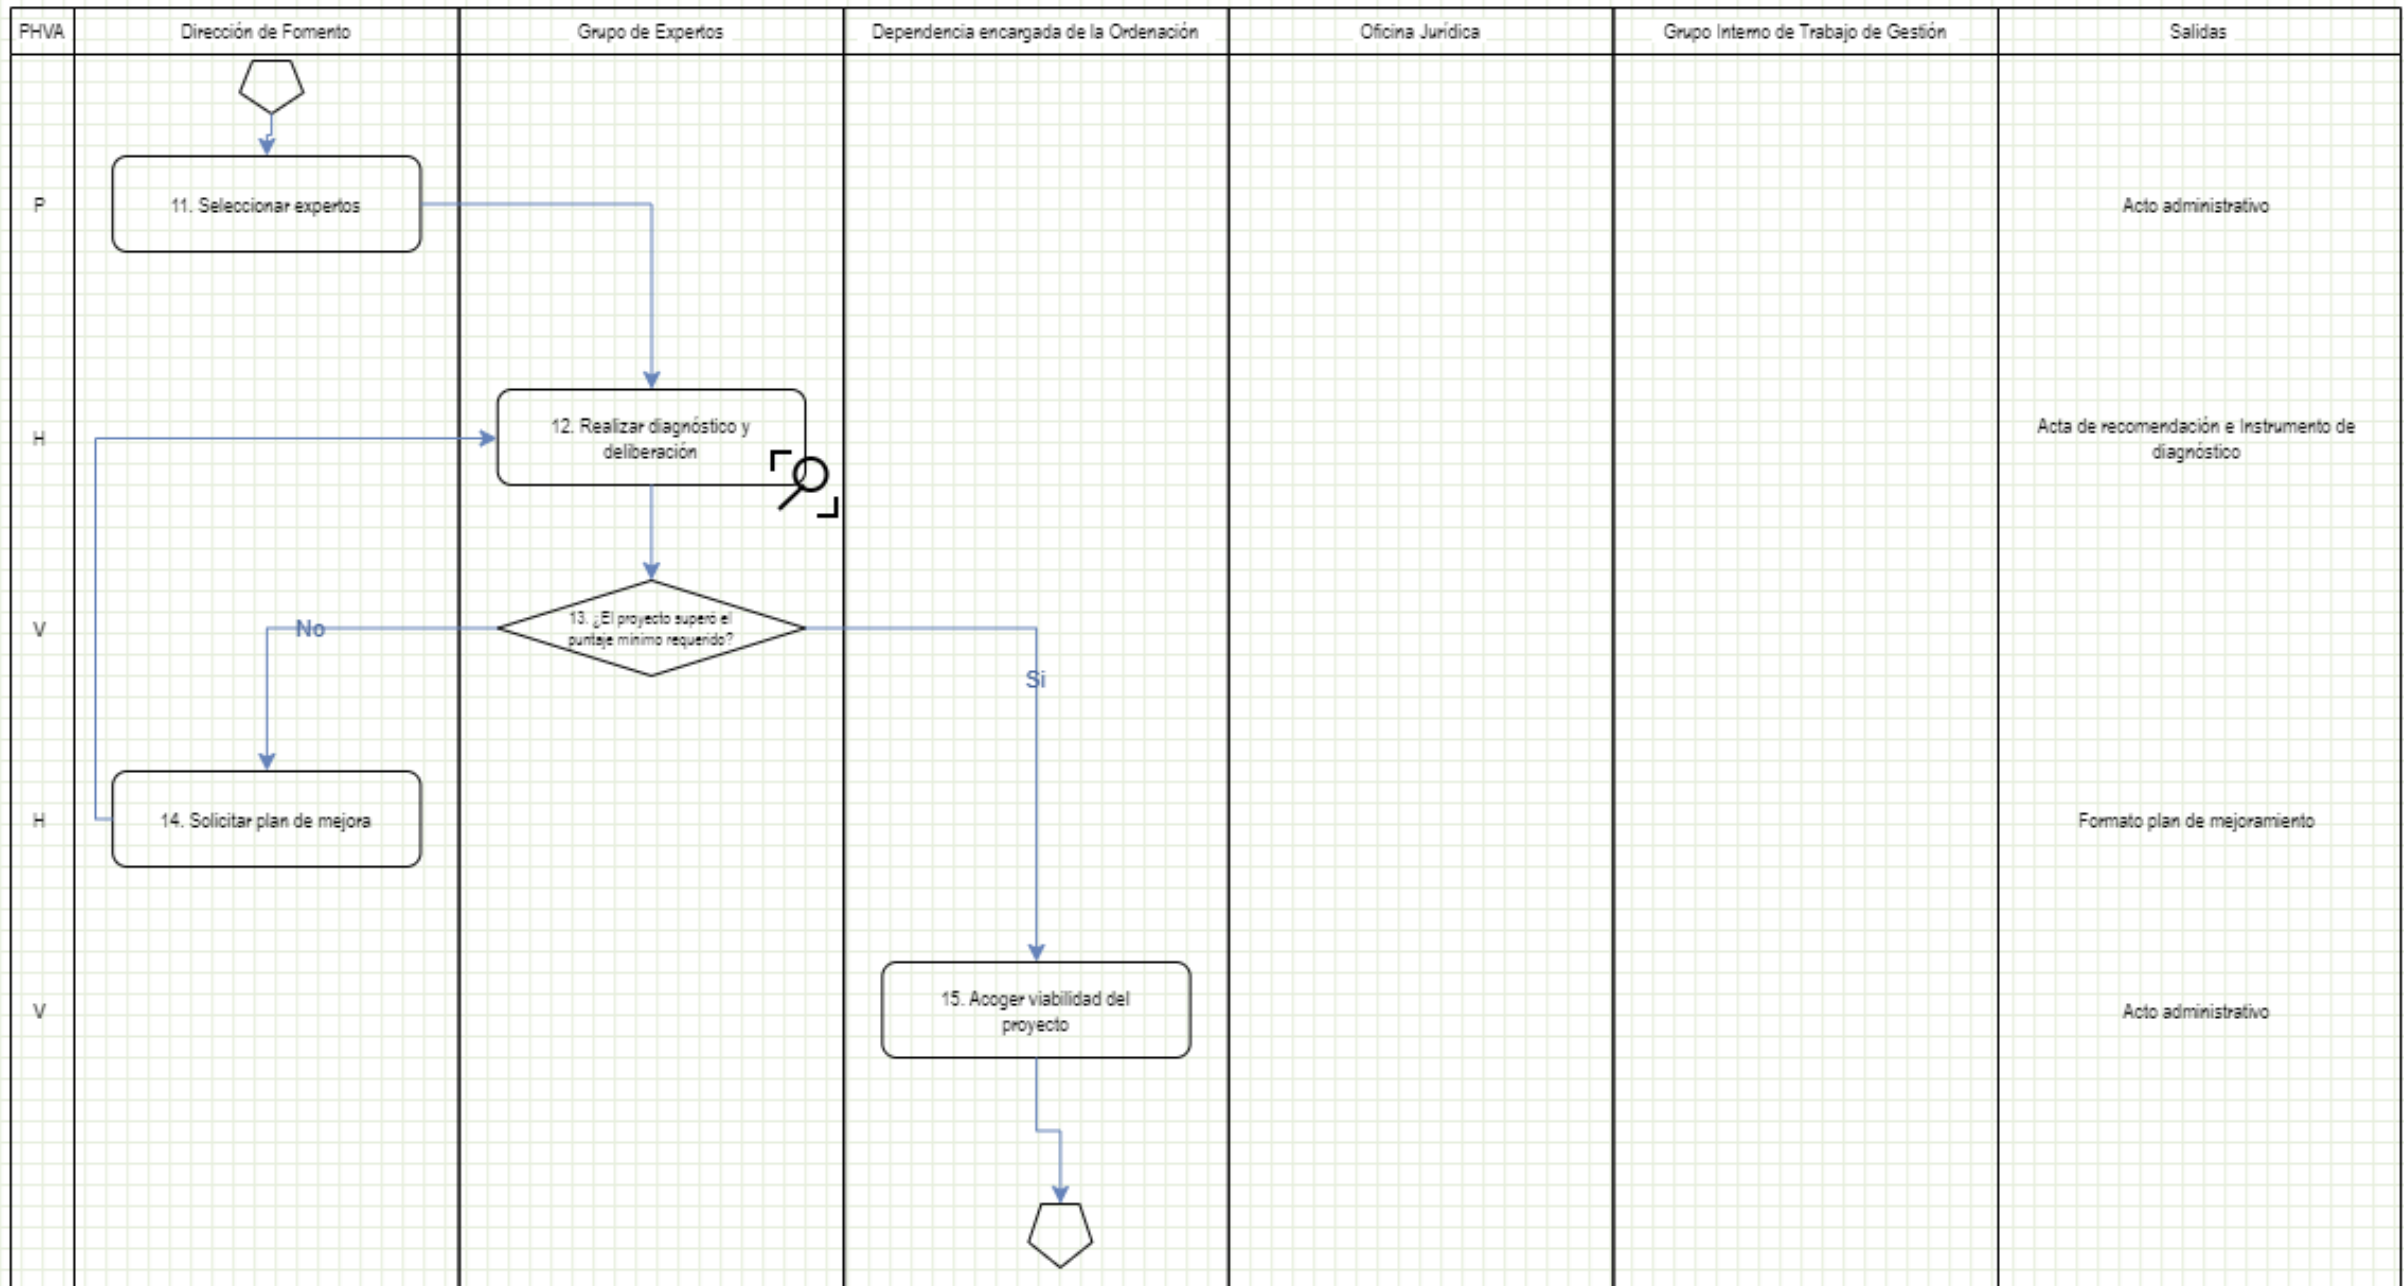 PHVA
Dirección de Fomento
Grupo de Expertos
Dependencia encargada de la Ordenación
Oficina Jurídica
Grupo Interno de Trabajo de Gestión
Salidas
P
11. Seleccionar expertos
Acto administrativo
H
12. Realizar diagnóstico y
deliberación
Acta de recomendación e Instrumento de
diagnóstico
V
No
13. ¿El proyecto superó el
puntaje mínimo requerido?
Si
H
14. Solicitar plan de mejora
Formato plan de mejoramiento
V
15. Acoger viabilidad del
proyecto
Acto administrativo